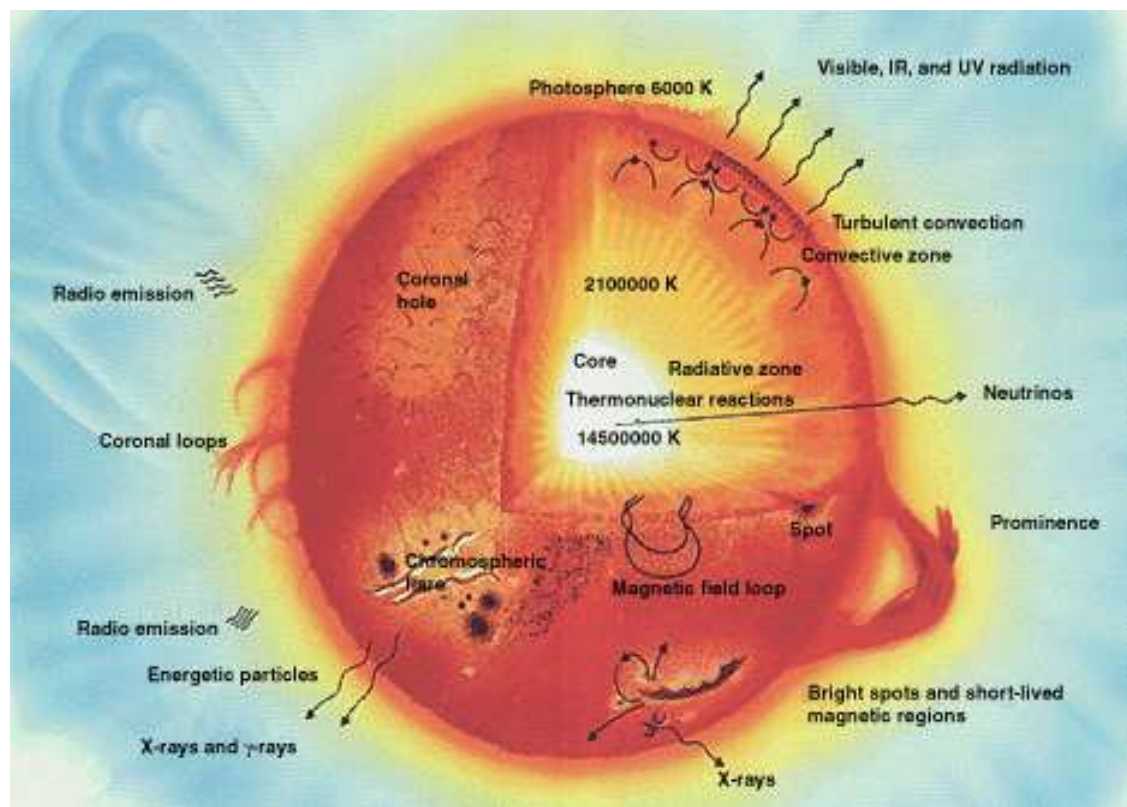 Visible, IR, and UV radiation
Photosphere 6000 K
Turbulent convection
Convective zone
Coronal
hole
2100000 K
Radio emission
Core
Radiative zone
Thermonuclear reactions
Neutrinos
14500000 K
Coronal loops
Spot
Prominence
Chromospheric
flare
Magnetic field loop
Radio emission
Energetic particles
Bright spots and short-lived
magnetic regions
X-rays and γ-rays
X-rays